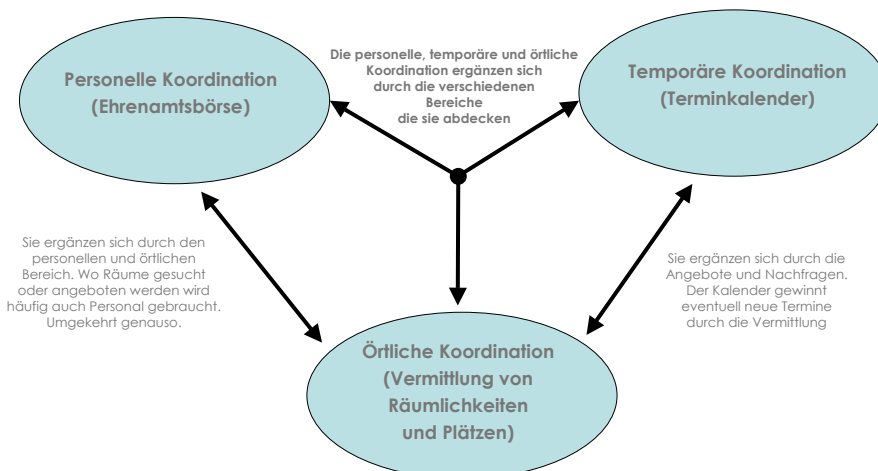 Personelle Koordination
(Ehrenamtsbörse)
Die personelle, temporäre und örtliche
Koordination ergänzen sich
durch die verschiedenen
Bereiche
die sie abdecken
Temporäre Koordination
(Terminkalender)
Sie ergänzen sich durch den
personellen und örtlichen
Bereich. Wo Räume gesucht
oder angeboten werden wird
häufig auch Personal gebraucht.
Umgekehrt genauso.
Sie ergänzen sich durch die
Angebote und Nachfragen.
Der Kalender gewinnt
eventuell neue Termine
durch die Vermittlung
Örtliche Koordination
(Vermittlung von
Räumlichkeiten
und Plätzen)